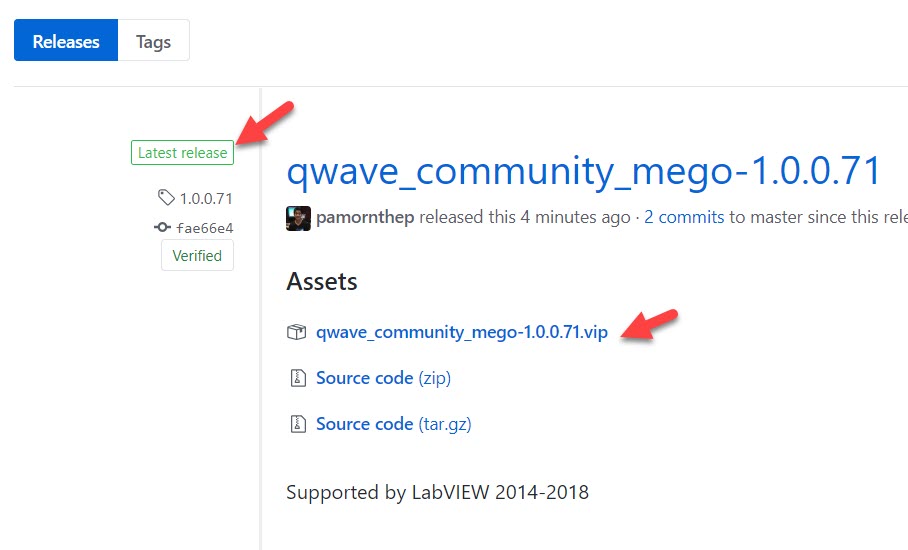 Releases Tags
Latest release
1.0.0.71
fae66e4
Verified
qwave_community_mego-1.0.0.71
pamornthep released this 4 minutes ago · 2 commits to master since this rele
Assets
qwave_community_mego-1.0.0.71.vip
Source code (zip)
Source code (tar.gz)
Supported by LabVIEW 2014-2018